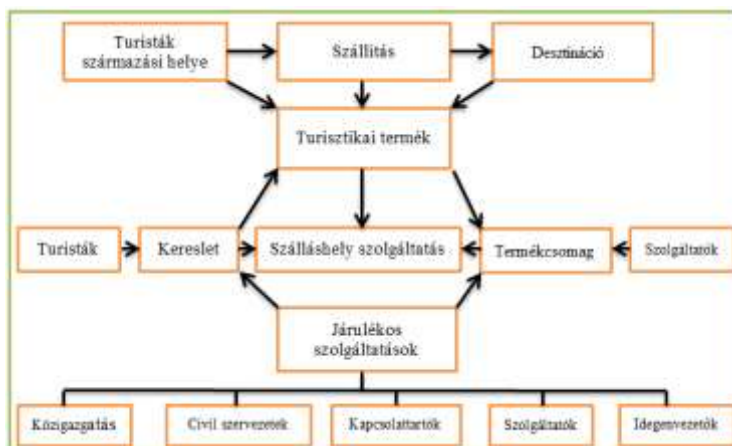 Turisták
származási helye
Szállitás
Desztináció
Turisztikai termék
Turisták
Kereslet
Szálláshely szolgáltatás
Termékcsomag
Szolgáltatók
Járulékos
szolgáltatások
Közigazgatás
Civil szervezetek
Kapcsolattartók
Szolgáltatók
Idegenvezetők